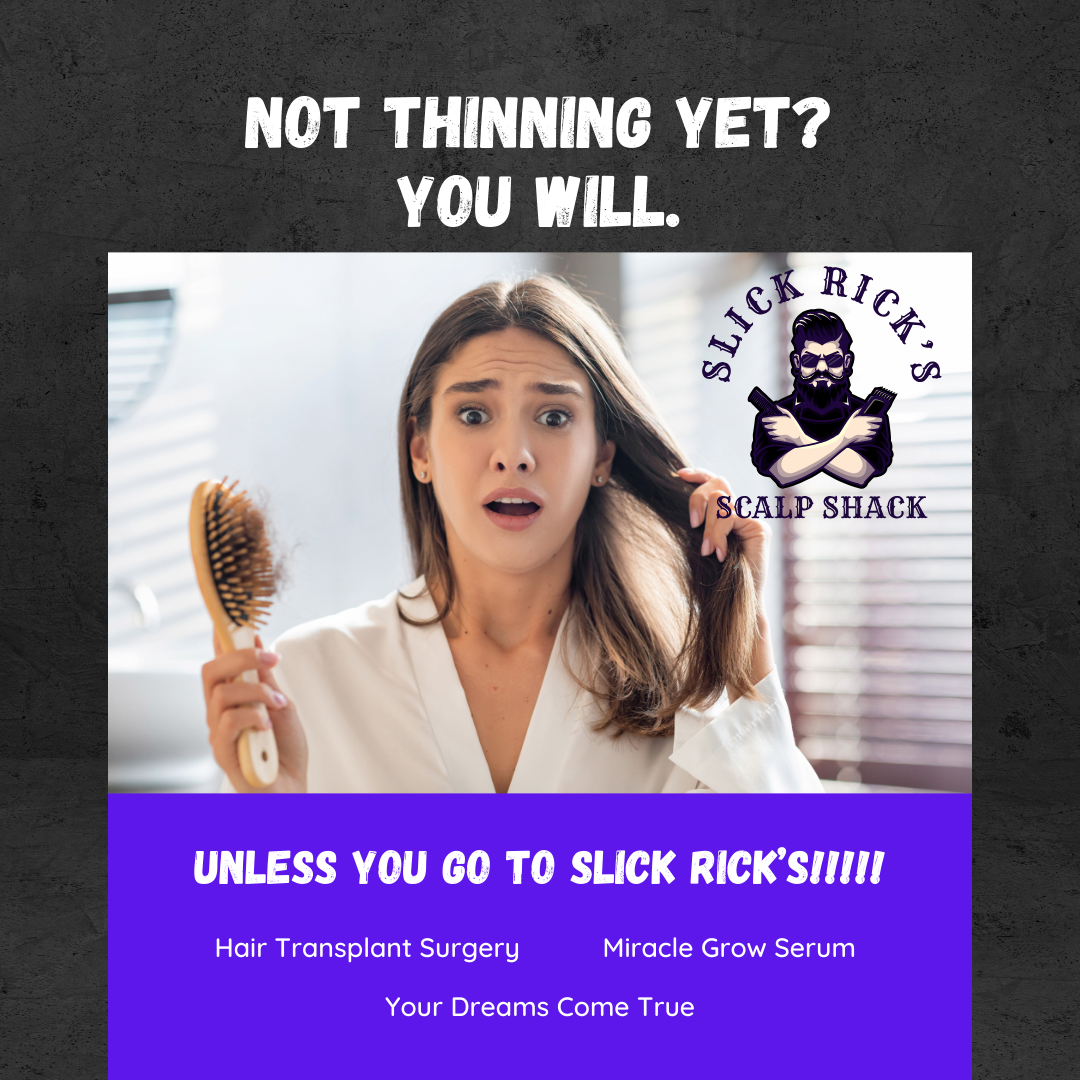 NOT THINNING YET?
YOU WILL.
SLICK RICK'S
SCALP SHACK
UNLESS YOU GO TO SLICK RICK'S!!!!!
Hair Transplant Surgery
Miracle Grow Serum
Your Dreams Come True